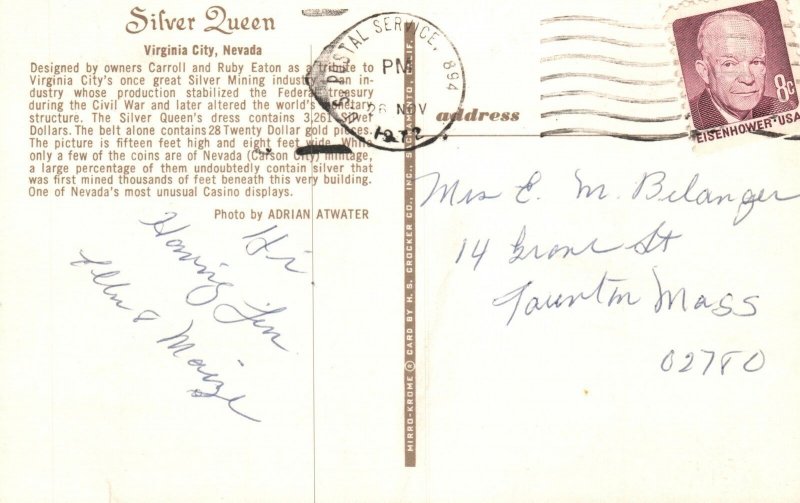 Silver Queen
Virginia City, Nevada
Designed by owners Carroll and Ruby Eaton as a tribute to
Virginia City's once great Silver Mining industry — an in-
dustry whose production stabilized the Federal treasury
during the Civil War and later altered the world's monetary
structure. The Silver Queen's dress contains 3,261 Silver
Dollars. The belt alone contains 28 Twenty Dollar gold pieces.
The picture is fifteen feet high and eight feet wide. While
only a few of the coins are of Nevada (Carson City) mintage,
a large percentage of them undoubtedly contain silver that
was first mined thousands of feet beneath this very building.
One of Nevada's most unusual Casino displays.
Photo by ADRIAN ATWATER
Hi
Having Fun
&
MIRRO-KROME ® CARD BY H. S. CROCKER CO., INC., SACRAMENTO, CALIF.
U.S. POSTAL SERVICE, 894
PM
26 NOV
1972
8c
EISENHOWER·USA
address
Mrs E. M. Belanger
14 Grove St
Taunton Mass
02780